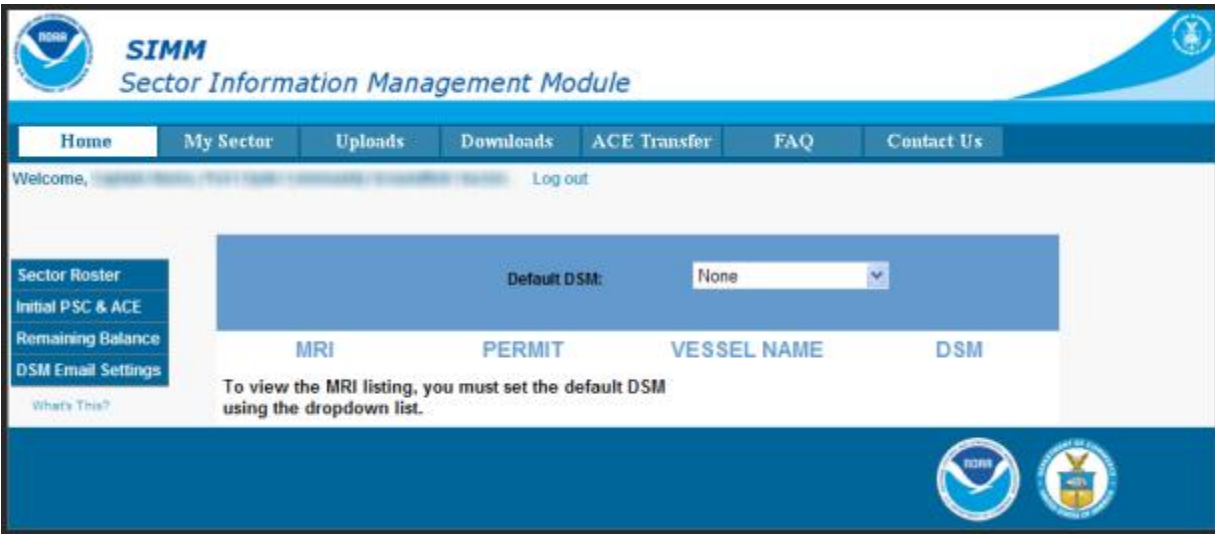 NOAA
SIMM
Sector Information Management Module
Home My Sector Uploads Downloads ACE Transfer FAQ Contact Us
Welcome, Log out
Default DSM: None
Sector Roster
Initial PSC & ACE
Remaining Balance
DSM Email Settings
What's This?
MRI PERMIT VESSEL NAME DSM
To view the MRI listing, you must set the default DSM
using the dropdown list.
NOAA